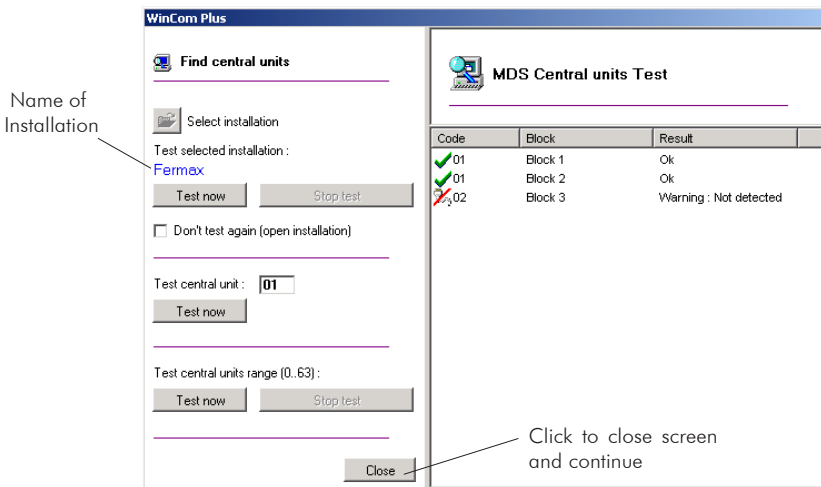 WinCom Plus
Find central units
Name of
Installation
Select installation
Test selected installation :
Fermax
Test now Stop test
Don't test again (open installation)
Test central unit : 01
Test now
Test central units range (0..63) :
Test now Stop test
Close
MDS Central units Test
Code Block Result
01 Block 1 Ok
01 Block 2 Ok
02 Block 3 Warning : Not detected
Click to close screen
and continue